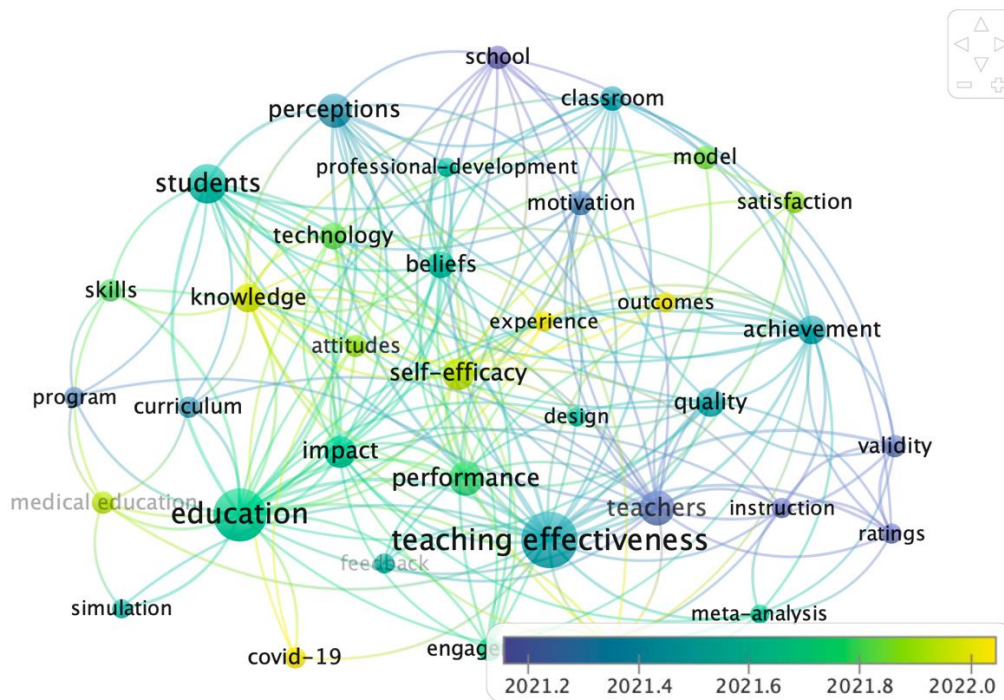 school
perceptions
classroom
professional-development
model
students
motivation
satisfaction
technology
beliefs
skills
knowledge
experience
outcomes
achievement
attitudes
self-efficacy
program
curriculum
design
quality
impact
validity
performance
medical education
education
teachers
instruction
teaching effectiveness
ratings
feedback
simulation
meta-analysis
covid-19
engage
2021.2 2021.4 2021.6 2021.8 2022.0